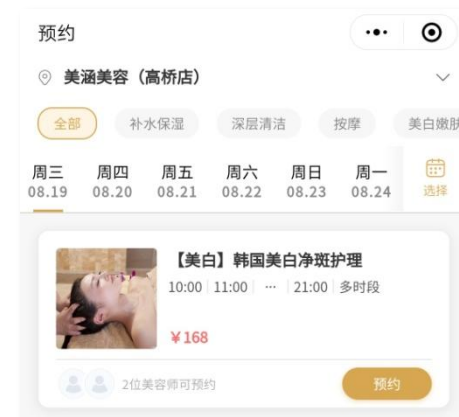 预约
美涵美容（高桥店）
全部 补水保湿 深层清洁 按摩 美白嫩肤
周三 周四 周五 周六 周日 周一
08.19 08.20 08.21 08.22 08.23 08.24 选择
【美白】韩国美白净斑护理
10:00 11:00 ··· 21:00 多时段
￥168
2位美容师可预约 预约